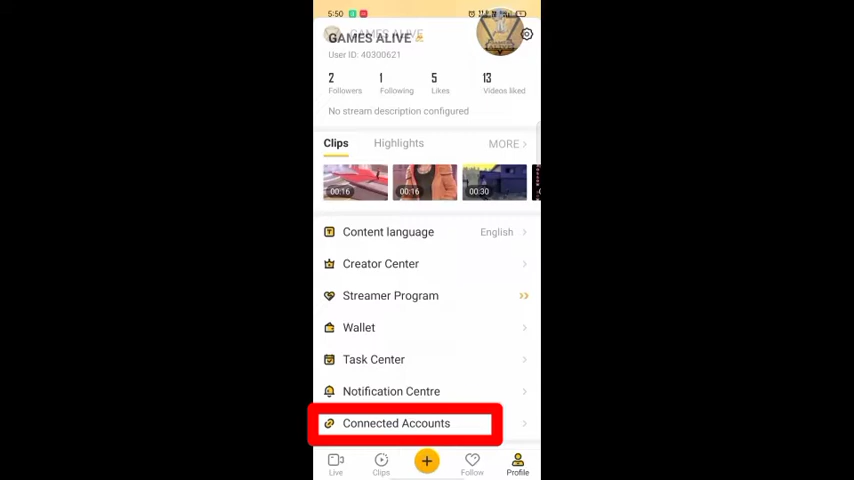 5:50
GAMES ALIVE
User ID: 40300621
2 1 5 13
Followers Following Likes Videos liked
No stream description configured
Clips Highlights MORE
00:16 00:16 00:30
Content language English
Creator Center
Streamer Program
Wallet
Task Center
Notification Centre
Connected Accounts
Live Clips Follow Profile